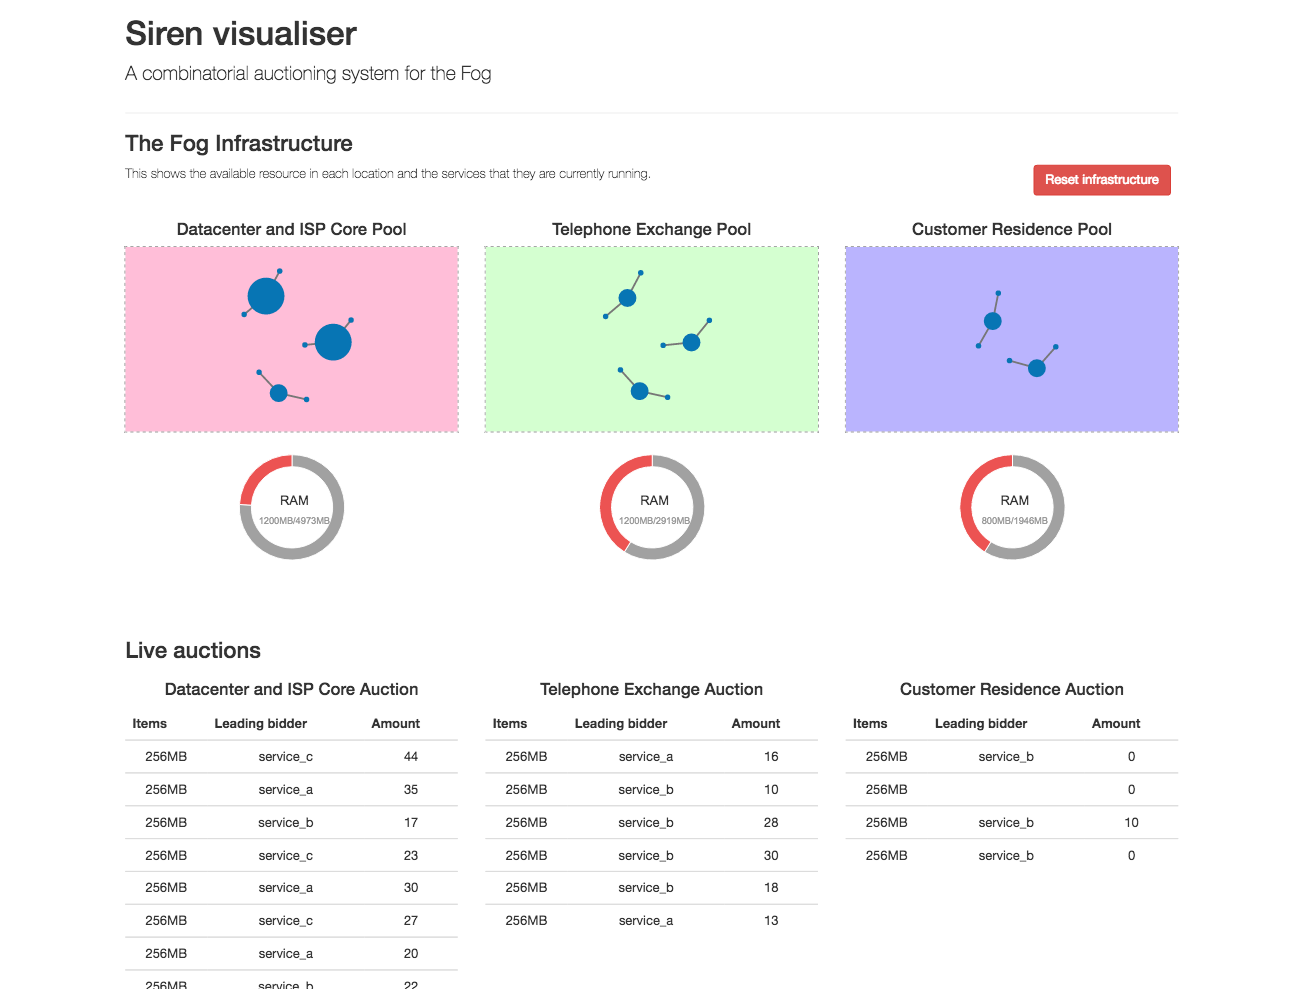 Siren visualiser
A combinatorial auctioning system for the Fog
The Fog Infrastructure
This shows the available resource in each location and the services that they are currently running.
Reset infrastructure
Datacenter and ISP Core Pool
Telephone Exchange Pool
Customer Residence Pool
RAM
1200MB/4973MB
RAM
1200MB/2919MB
RAM
800MB/1946MB
Live auctions
Datacenter and ISP Core Auction
Items Leading bidder Amount
256MB service_c 44
256MB service_a 35
256MB service_b 17
256MB service_c 23
256MB service_a 30
256MB service_c 27
256MB service_a 20
256MB service_b 22
Telephone Exchange Auction
Items Leading bidder Amount
256MB service_a 16
256MB service_b 10
256MB service_b 28
256MB service_b 30
256MB service_b 18
256MB service_a 13
Customer Residence Auction
Items Leading bidder Amount
256MB service_b 0
256MB 0
256MB service_b 10
256MB service_b 0